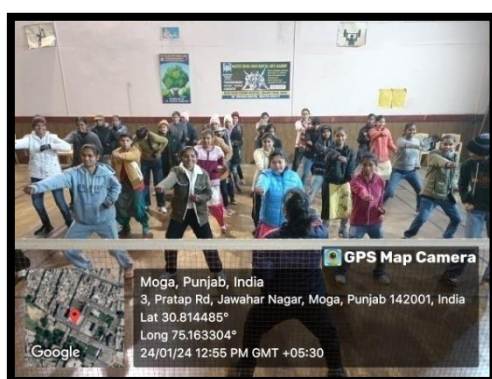 GPS Map Camera
Moga, Punjab, India
3, Pratap Rd, Jawahar Nagar, Moga, Punjab 142001, India
Lat 30.814485°
Long 75.163304°
24/01/24 12:55 PM GMT +05:30
Google